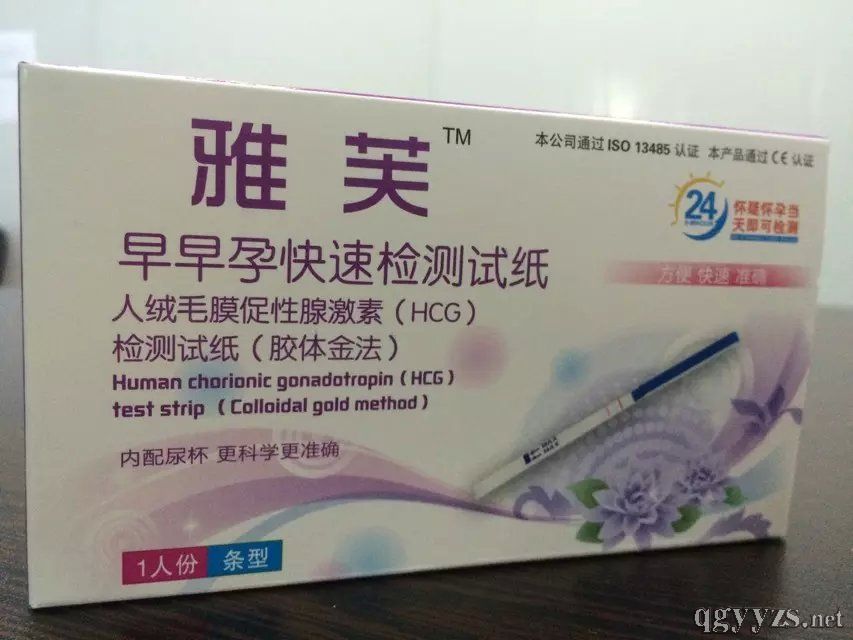 雅芙™
本公司通过 ISO 13485 认证 本产品通过 CE 认证
24
怀疑怀孕当
天即可检测
早早孕快速检测试纸
方便 快速 准确
人绒毛膜促性腺激素（HCG）
检测试纸（胶体金法）
Human chorionic gonadotropin (HCG)
test strip (Colloidal gold method)
内配尿杯 更科学更准确
1人份 条型
qgyyzs.net